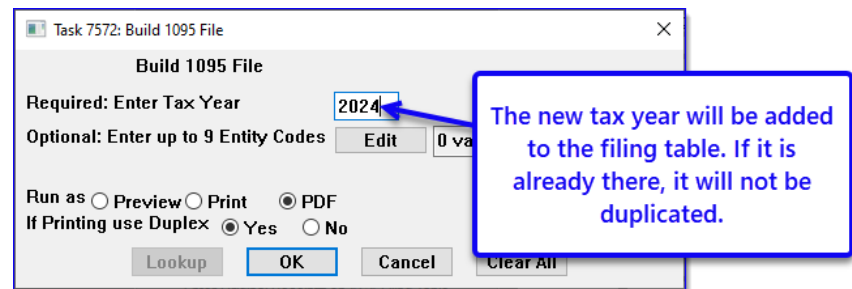 Task 7572: Build 1095 File
Build 1095 File
Required: Enter Tax Year 2024
Optional: Enter up to 9 Entity Codes Edit 0 va
Run as Preview Print PDF
If Printing use Duplex Yes No
Lookup OK Cancel Clear All
The new tax year will be added
to the filing table. If it is
already there, it will not be
duplicated.